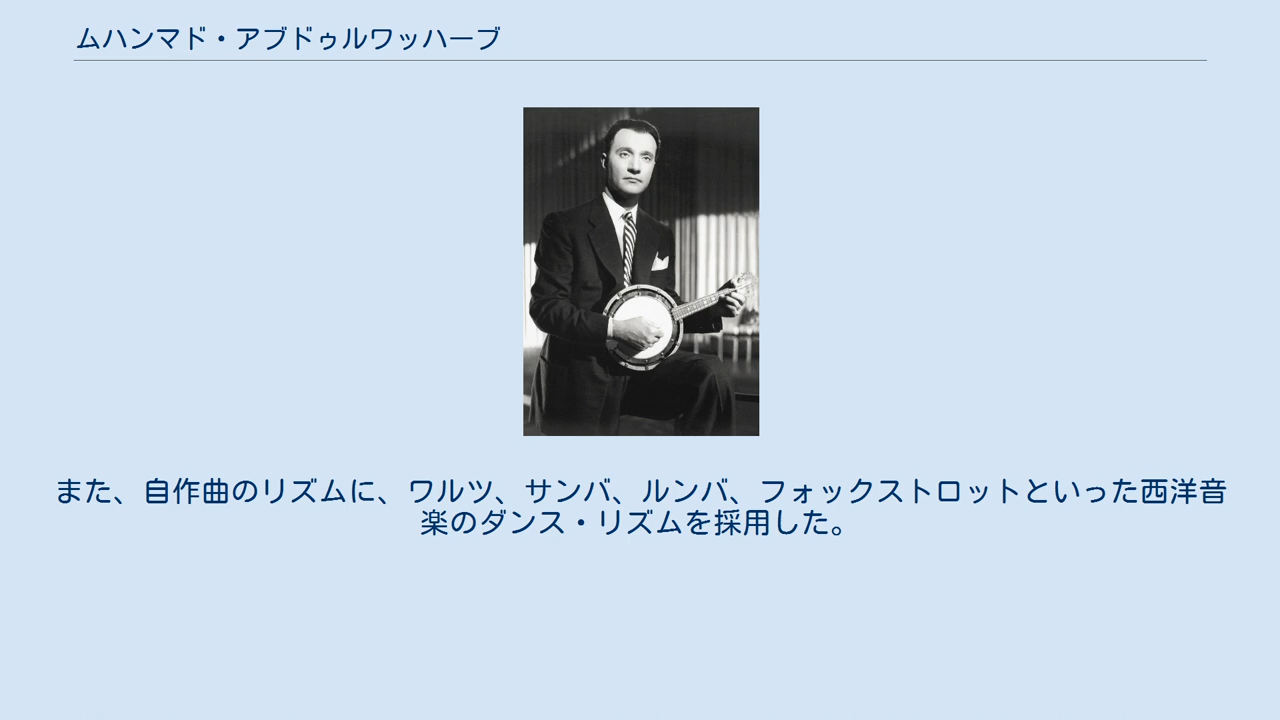 ムハンマド・アブドゥルワッハーブ
また、自作曲のリズムに、ワルツ、サンバ、ルンバ、フォックストロットといった西洋音
楽のダンス・リズムを採用した。